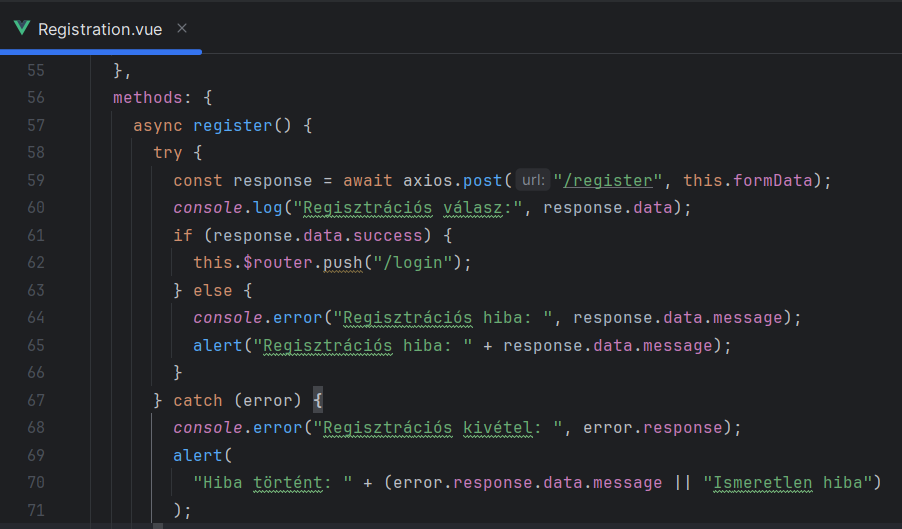 Registration.vue ×
55 },
56 methods: {
57 async register() {
58 try {
59 const response = await axios.post( url: "/register", this.formData);
60 console.log("Regisztrációs válasz:", response.data);
61 if (response.data.success) {
62 this.$router.push("/login");
63 } else {
64 console.error("Regisztrációs hiba: ", response.data.message);
65 alert("Regisztrációs hiba: " + response.data.message);
66 }
67 } catch (error) {
68 console.error("Regisztrációs kivétel: ", error.response);
69 alert(
70 "Hiba történt: " + (error.response.data.message || "Ismeretlen hiba")
71 );